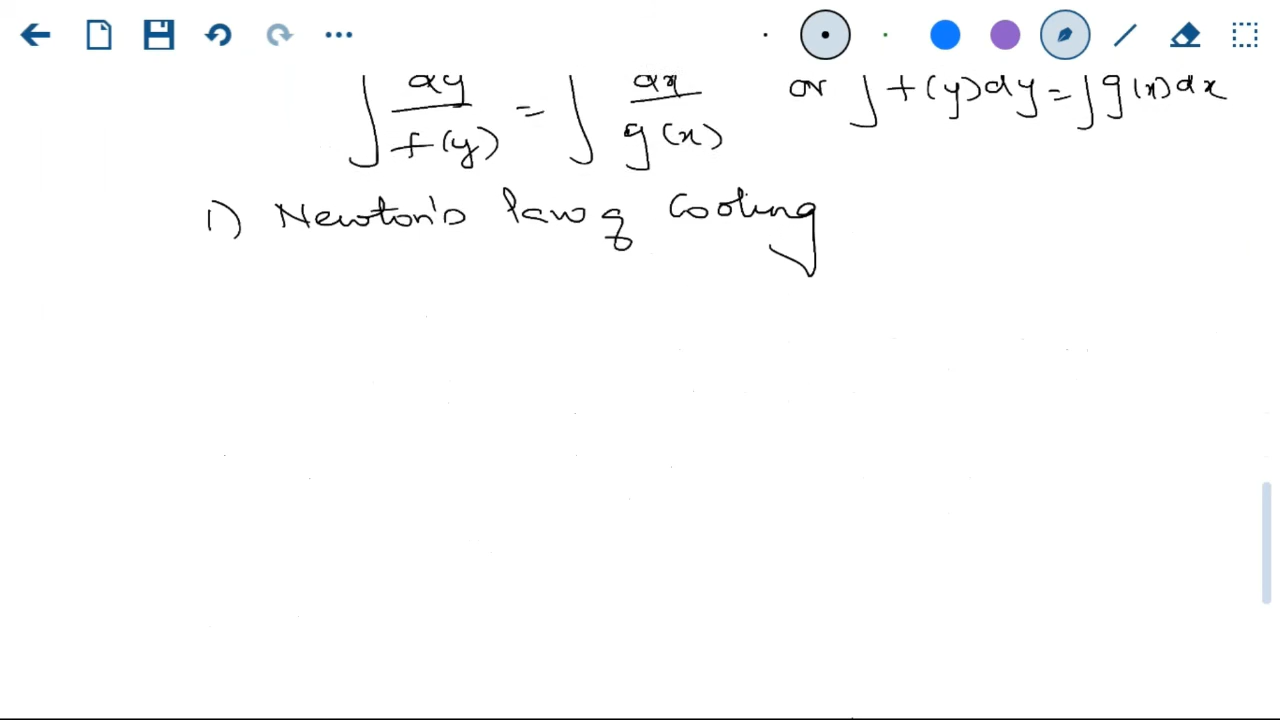 ∫ dy/f(y) = ∫ dx/g(x) or ∫ f(y)dy = ∫ g(x)dx
1) Newton's law of Cooling